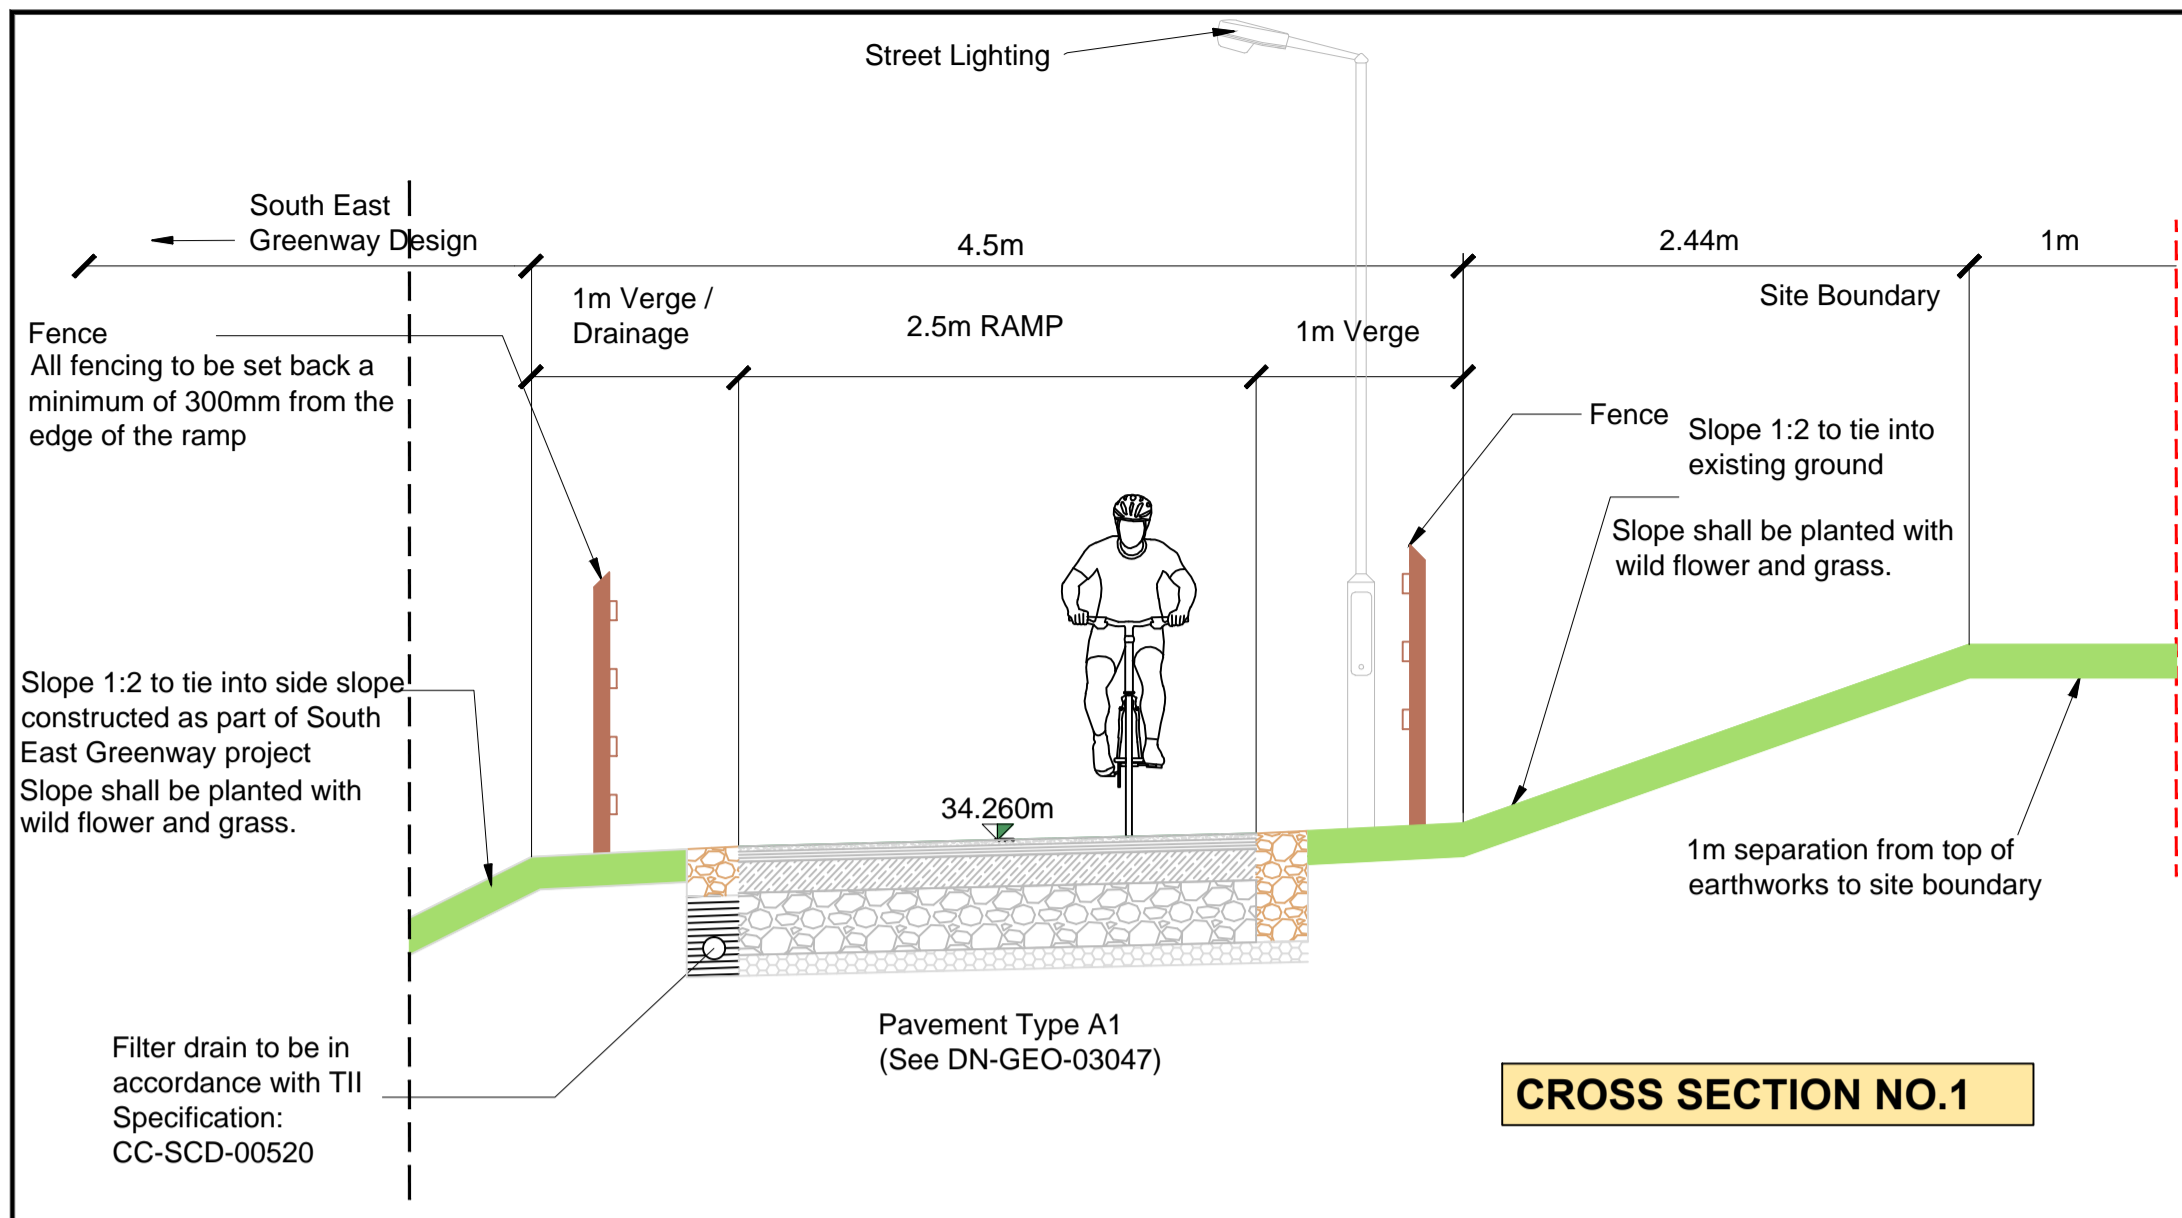 Street Lighting
South East
Greenway Design
4.5m
2.44m
1m
Site Boundary
1m Verge /
Drainage
2.5m RAMP
1m Verge
Fence
All fencing to be set back a
minimum of 300mm from the
edge of the ramp
Fence
Slope 1:2 to tie into
existing ground
Slope shall be planted with
wild flower and grass.
Slope 1:2 to tie into side slope
constructed as part of South
East Greenway project
Slope shall be planted with
wild flower and grass.
34.260m
1m separation from top of
earthworks to site boundary
Pavement Type A1
(See DN-GEO-03047)
Filter drain to be in
accordance with TII
Specification:
CC-SCD-00520
CROSS SECTION NO.1